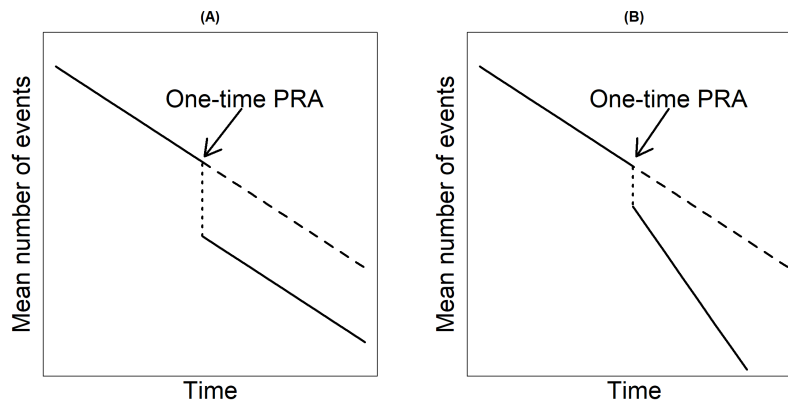 (A)
One-time PRA
Mean number of events
Time
(B)
One-time PRA
Mean number of events
Time